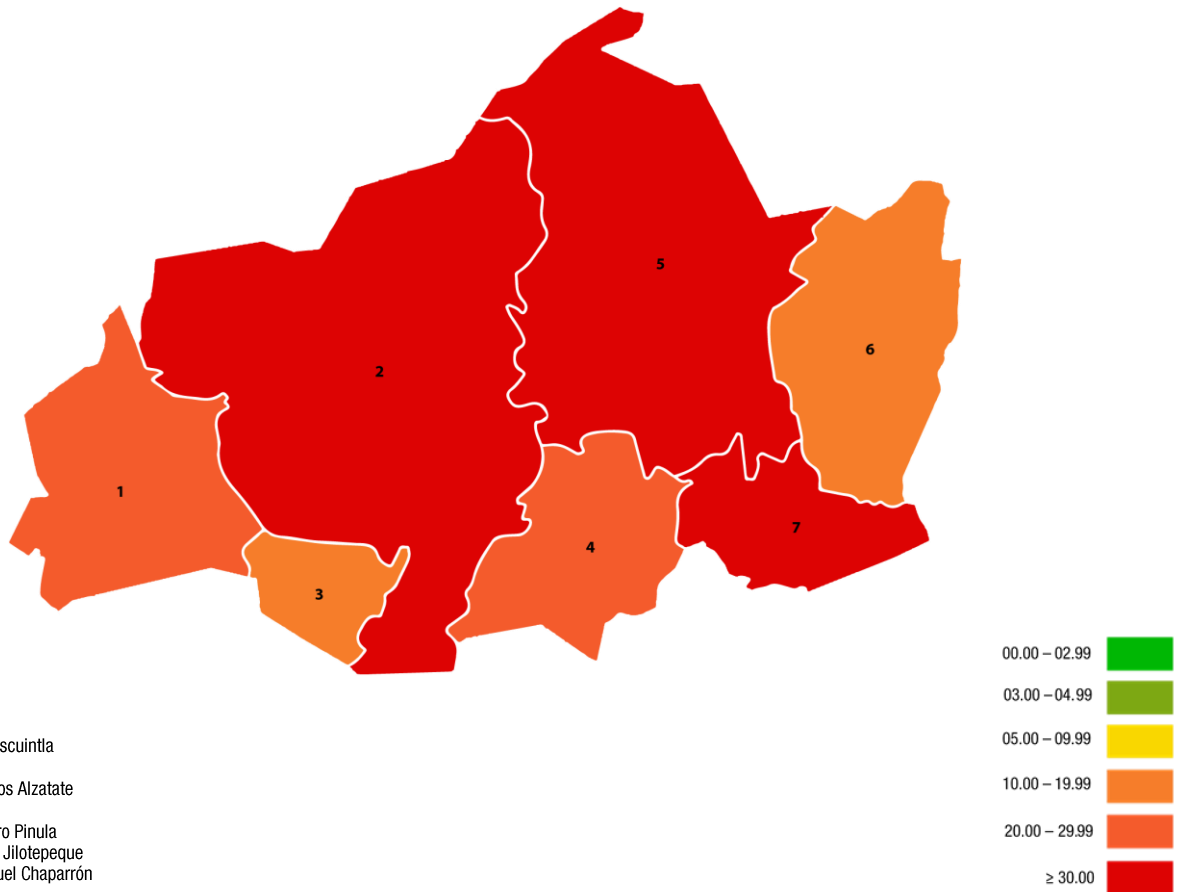 5
6
2
1
7
4
3
00.00 – 02.99
03.00 – 04.99
05.00 – 09.99
10.00 – 19.99
20.00 – 29.99
≥ 30.00
scuintla
os Alzatate
o Pinula
Jilotepeque
uel Chaparrón